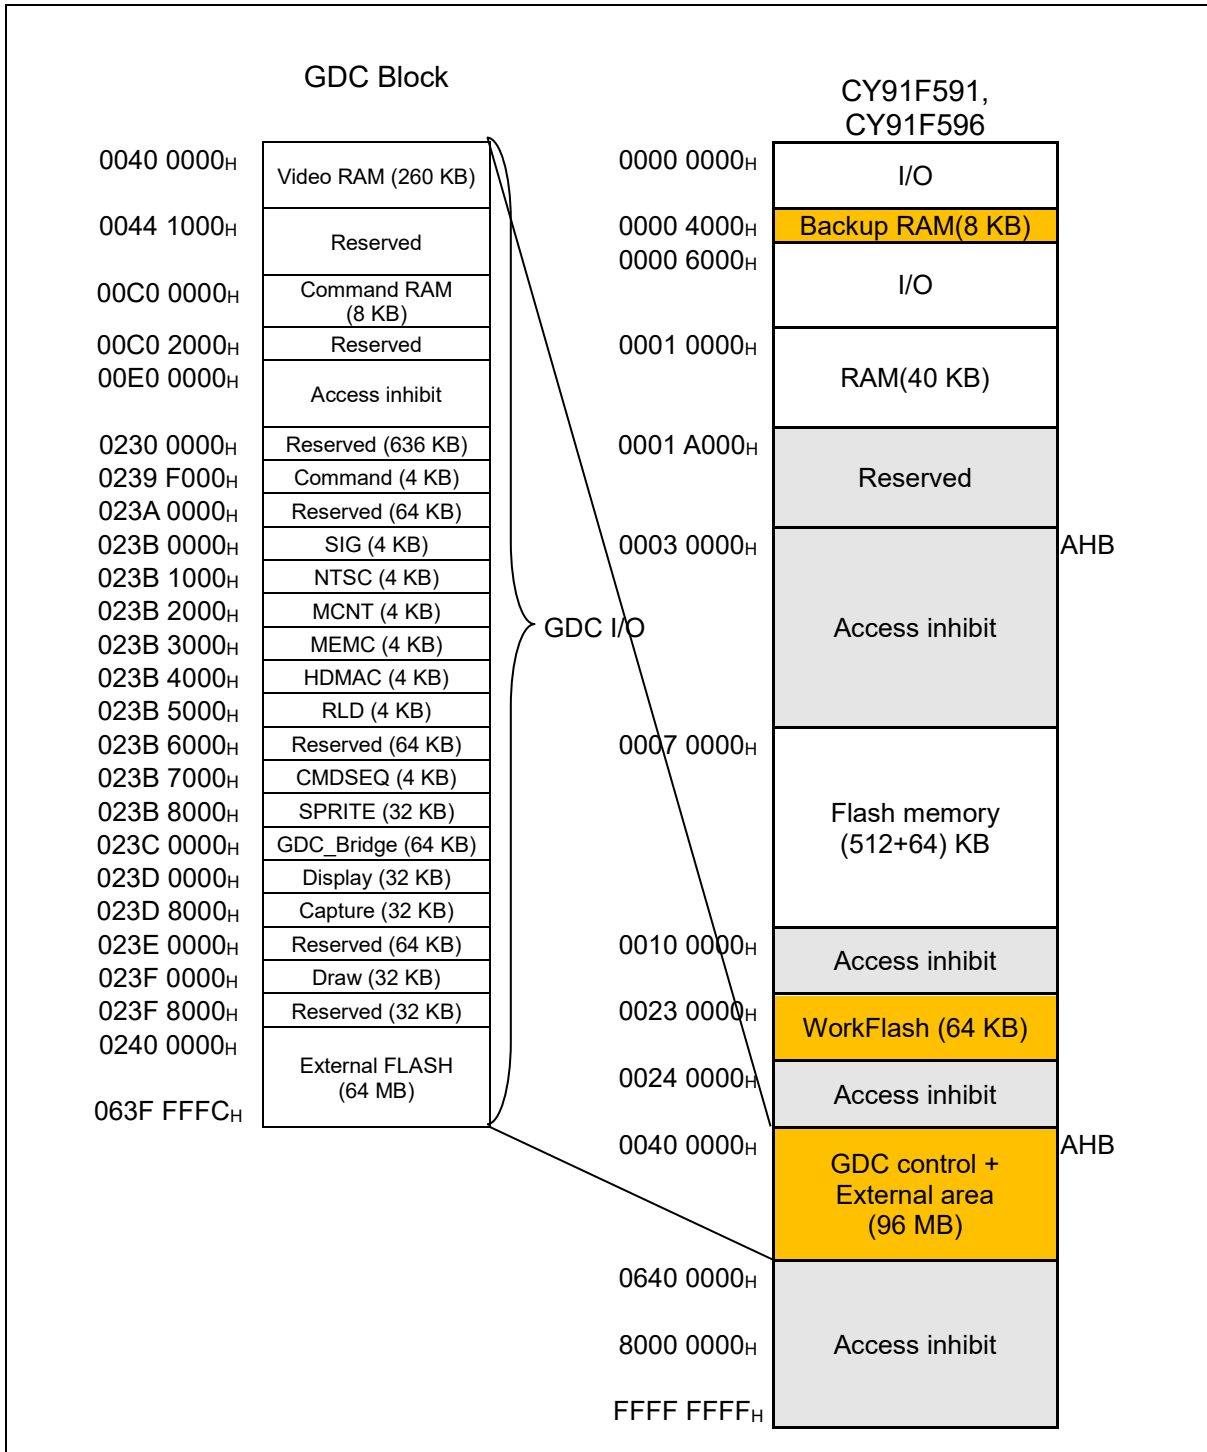 GDC Block
0040 0000H
Video RAM (260 KB)
0044 1000H
Reserved
00C0 0000H
Command RAM
(8 KB)
00C0 2000H
Reserved
00E0 0000H
Access inhibit
0230 0000H
Reserved (636 KB)
0239 F000H
Command (4 KB)
023A 0000H
Reserved (64 KB)
023B 0000H
SIG (4 KB)
023B 1000H
NTSC (4 KB)
023B 2000H
MCNT (4 KB)
023B 3000H
MEMC (4 KB)
023B 4000H
HDMAC (4 KB)
023B 5000H
RLD (4 KB)
023B 6000H
Reserved (64 KB)
023B 7000H
CMDSEQ (4 KB)
023B 8000H
SPRITE (32 KB)
023C 0000H
GDC_Bridge (64 KB)
023D 0000H
Display (32 KB)
023D 8000H
Capture (32 KB)
023E 0000H
Reserved (64 KB)
023F 0000H
Draw (32 KB)
023F 8000H
Reserved (32 KB)
0240 0000H
External FLASH
(64 MB)
063F FFFCH
GDC I/O
CY91F591,
CY91F596
0000 0000H
I/O
0000 4000H
Backup RAM(8 KB)
0000 6000H
I/O
0001 0000H
RAM(40 KB)
0001 A000H
Reserved
0003 0000H
AHB
Access inhibit
0007 0000H
Flash memory
(512+64) KB
0010 0000H
Access inhibit
0023 0000H
WorkFlash (64 KB)
0024 0000H
Access inhibit
0040 0000H
AHB
GDC control +
External area
(96 MB)
0640 0000H
8000 0000H
Access inhibit
FFFF FFFFH